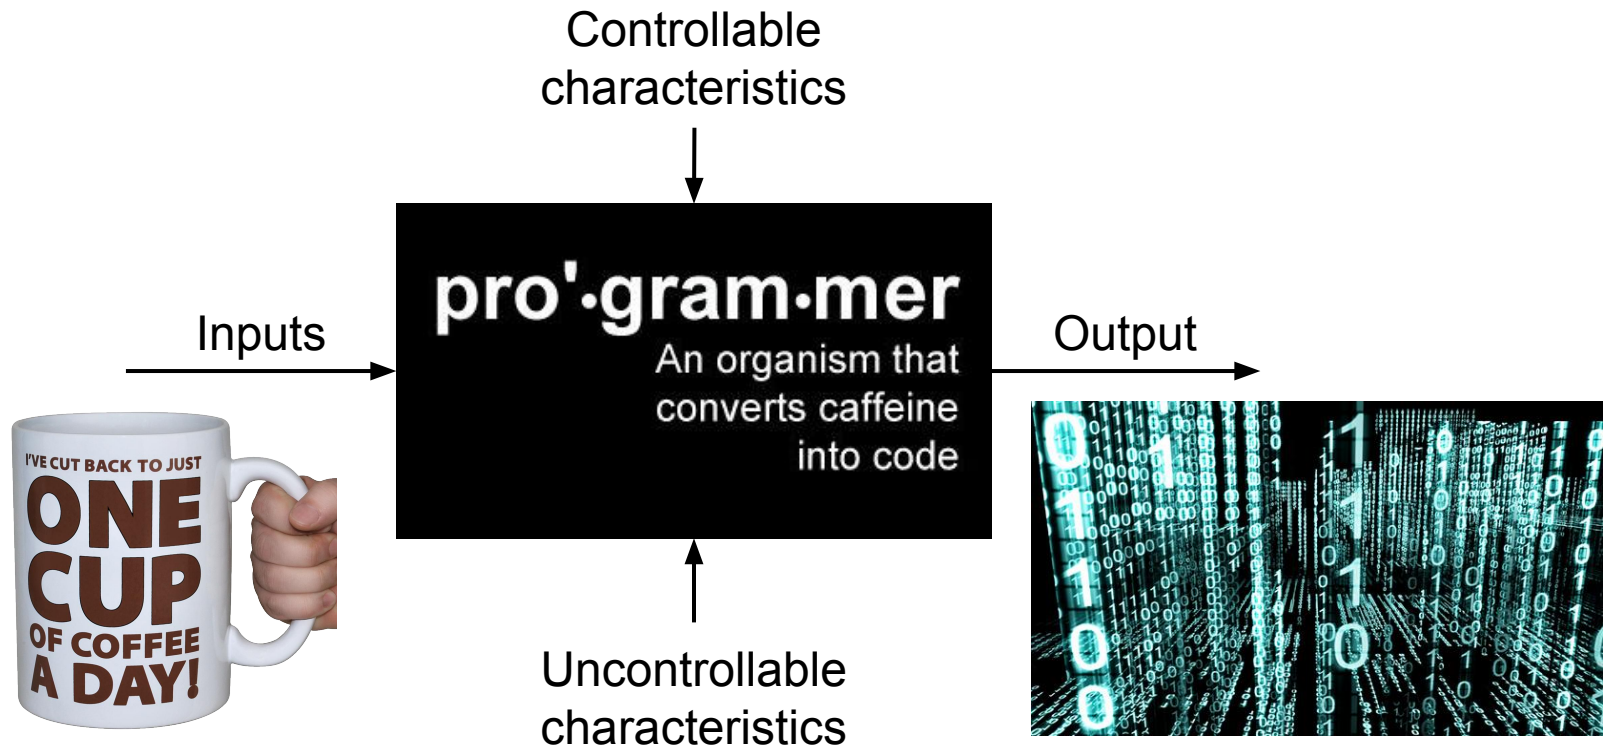 Controllable
characteristics
Inputs
pro'·gram·mer
An organism that
converts caffeine
into code
Output
I'VE CUT BACK TO JUST
ONE
CUP
OF COFFEE
A DAY!
Uncontrollable
characteristics